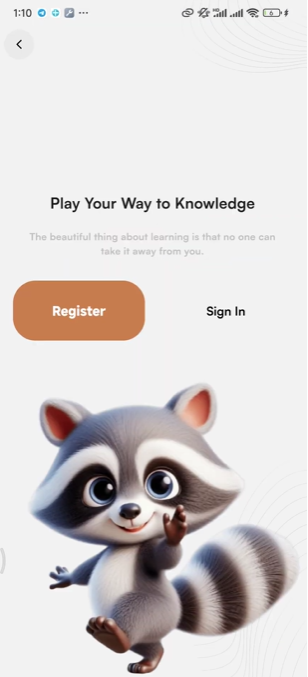 1:10
Play Your Way to Knowledge
The beautiful thing about learning is that no one can
take it away from you.
Register
Sign In